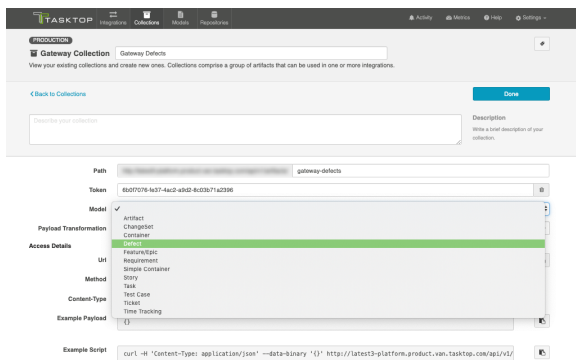 TASKTOP
Integrations
Collections
Models
Repositories
Activity
Metrics
Help
Settings
PRODUCTION
Gateway Collection
Gateway Defects
View your existing collections and create new ones. Collections comprise a group of artifacts that can be used in one or more integrations.
Back to Collections
Done
Describe your collection
Description
Write a brief description of your
collection.
Path
gateway-defects
Token
6b0f7076-fe37-4ac2-a9d2-8c03b71a2396
Model
Artifact
ChangeSet
Container
Payload Transformation
Defect
Access Details
Feature/Epic
Url
Requirement
Simple Container
Story
Method
Task
Test Case
Content-Type
Ticket
Time Tracking
Example Payload
{}
Example Script
curl -H 'Content-Type: application/json' --data-binary '{}' http://latest3-platform.product.van.tasktop.com/api/v1/